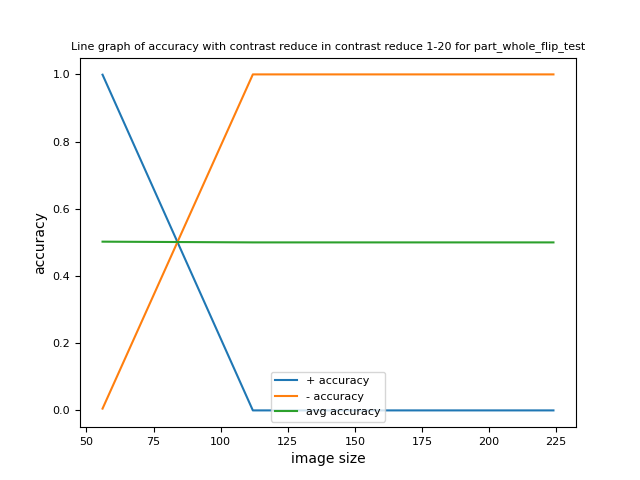 Line graph of accuracy with contrast reduce in contrast reduce 1-20 for part_whole_flip_test
1.0
0.8
0.6
0.4
0.2
0.0
accuracy
+ accuracy
- accuracy
avg accuracy
50 75 100 125 150 175 200 225
image size